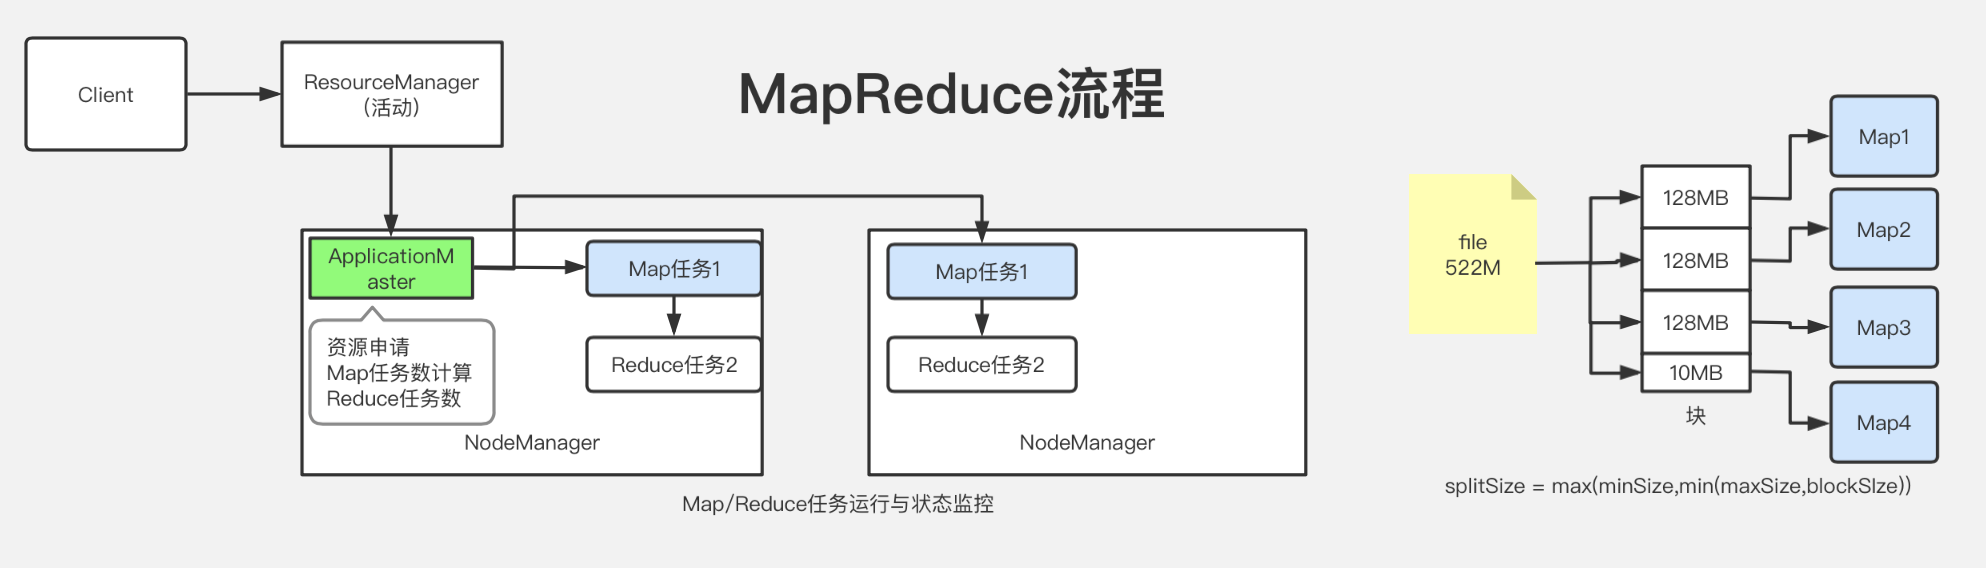 MapReduce流程
Client
ResourceManager
(活动)
ApplicationM
aster
资源申请
Map任务数计算
Reduce任务数
Map任务1
Reduce任务2
NodeManager
Map任务1
Reduce任务2
NodeManager
Map/Reduce任务运行与状态监控
file
522M
128MB
128MB
128MB
10MB
块
Map1
Map2
Map3
Map4
splitSize = max(minSize,min(maxSize,blockSIze))